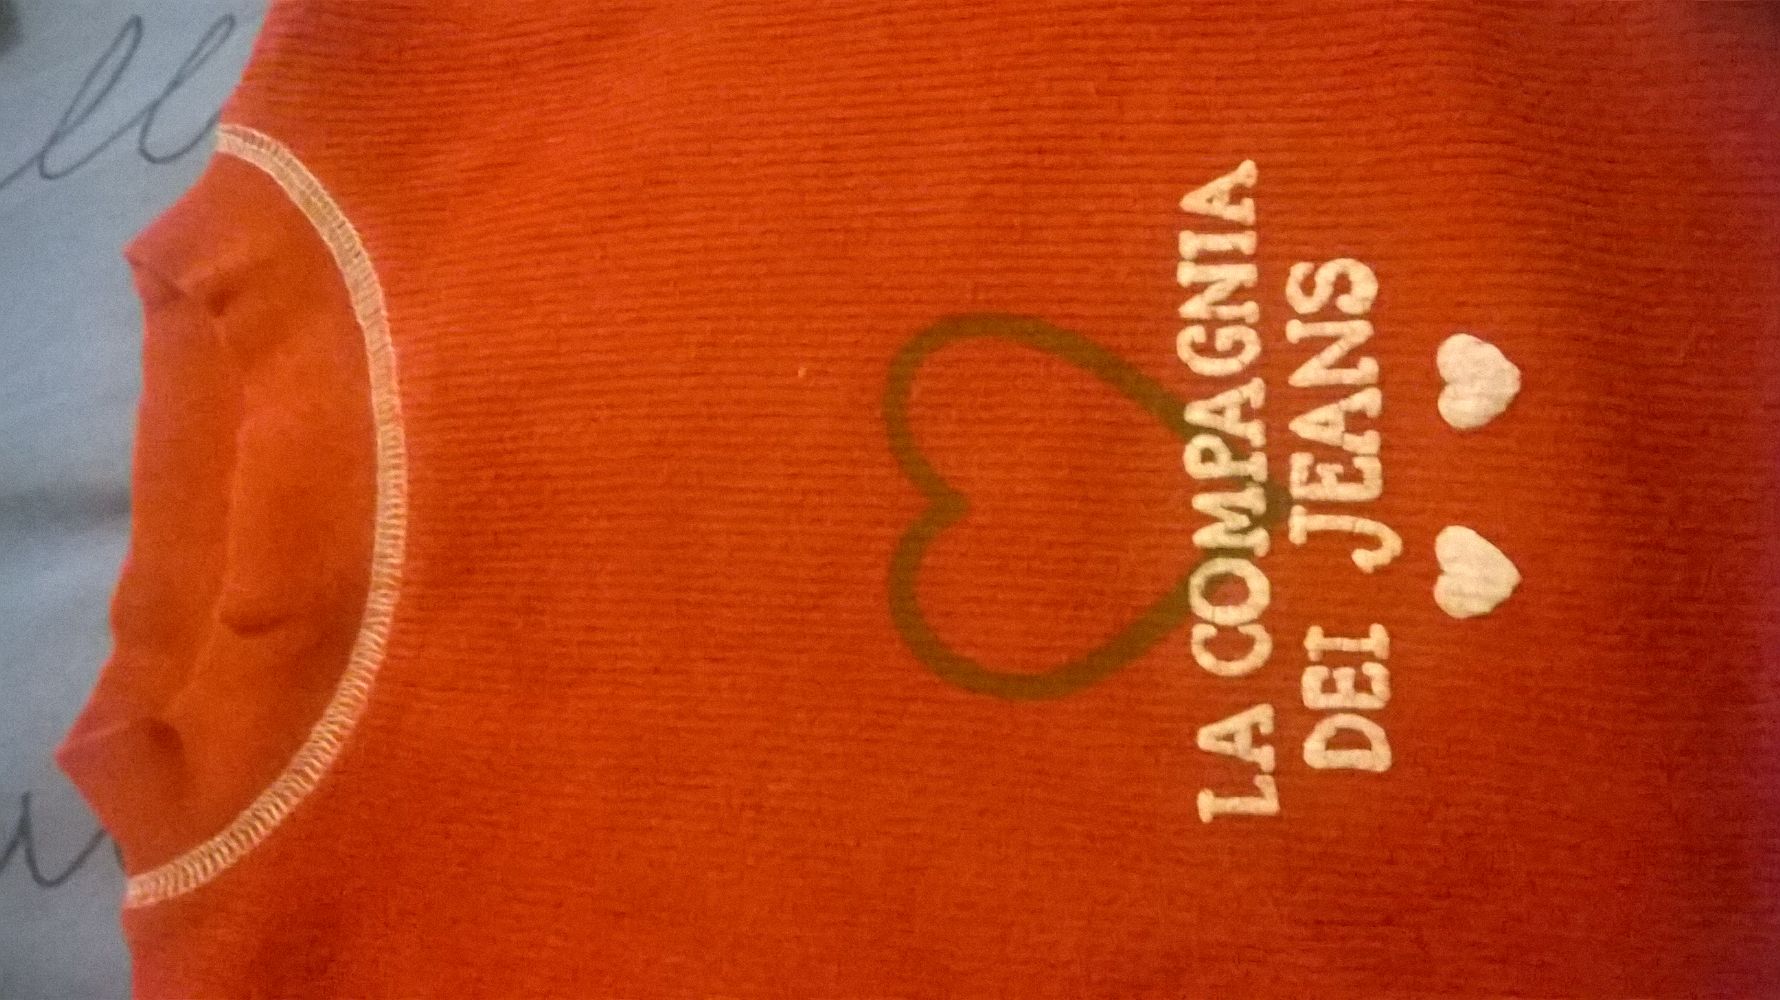 LA COMPAGNIA
DEI JEANS